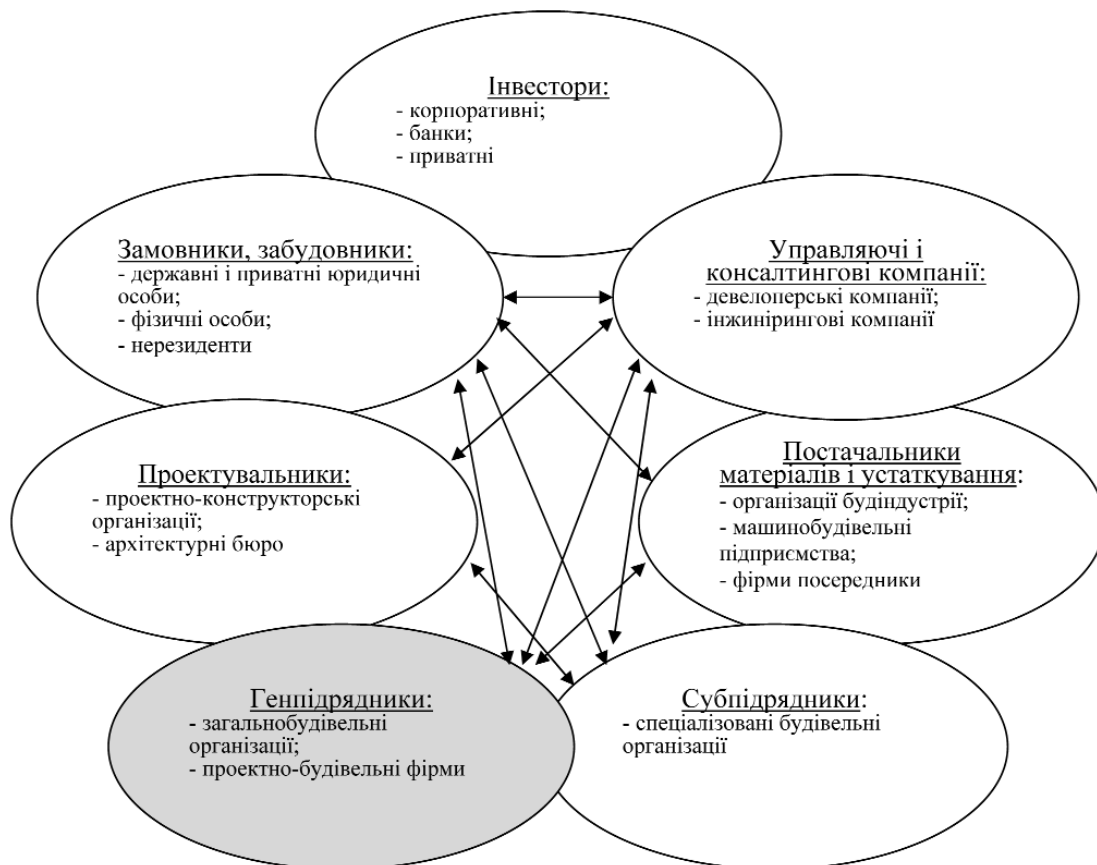 Інвестори:
- корпоративні;
- банки;
- приватні
Замовники, забудовники:
- державні і приватні юридичні
особи;
- фізичні особи;
- нерезиденти
Управляючі і
консалтингові компанії:
- девелоперські компанії;
- інжинірингові компанії
Проектувальники:
- проектно-конструкторські
організації;
- архітектурні бюро
Постачальники
матеріалів і устаткування:
- організації будіндустрії;
- машинобудівельні
підприємства;
- фірми посередники
Генпідрядники:
- загальнобудівельні
організації;
- проектно-будівельні фірми
Субпідрядники:
- спеціалізовані будівельні
організації